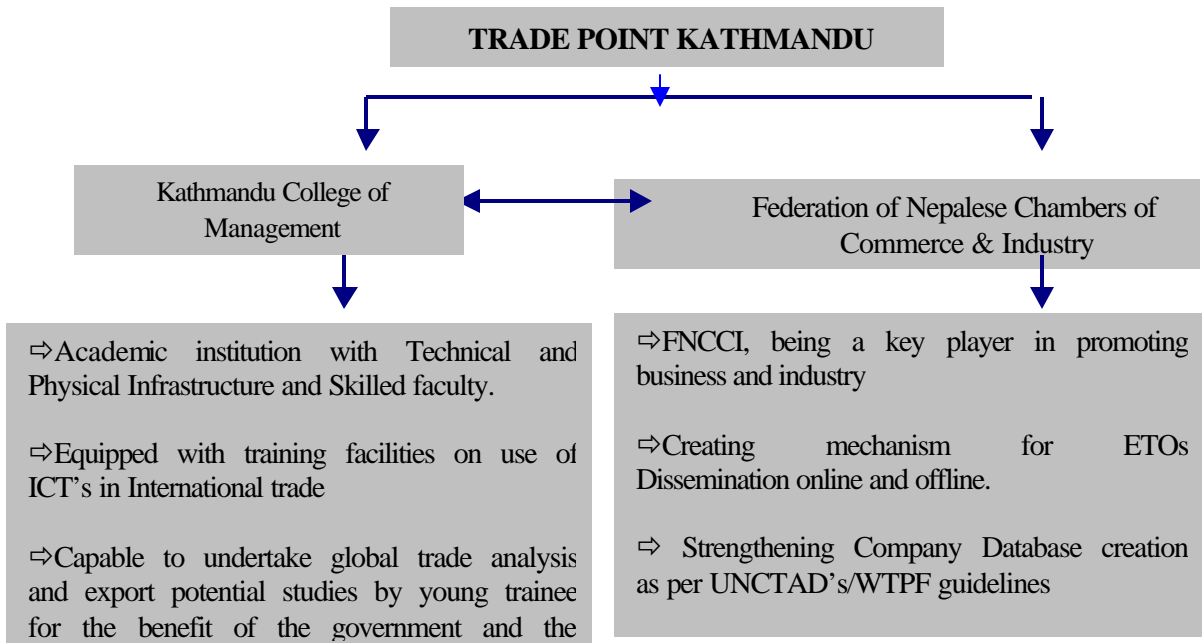 TRADE POINT KATHMANDU
Kathmandu College of
Management
Federation of Nepalese Chambers of
Commerce & Industry
⇨Academic institution with Technical and
Physical Infrastructure and Skilled faculty.
⇨Equipped with training facilities on use of
ICT’s in International trade
⇨Capable to undertake global trade analysis
and export potential studies by young trainee
for the benefit of the government and the
⇨FNCCI, being a key player in promoting
business and industry
⇨Creating mechanism for ETOs
Dissemination online and offline.
⇨ Strengthening Company Database creation
as per UNCTAD’s/WTPF guidelines